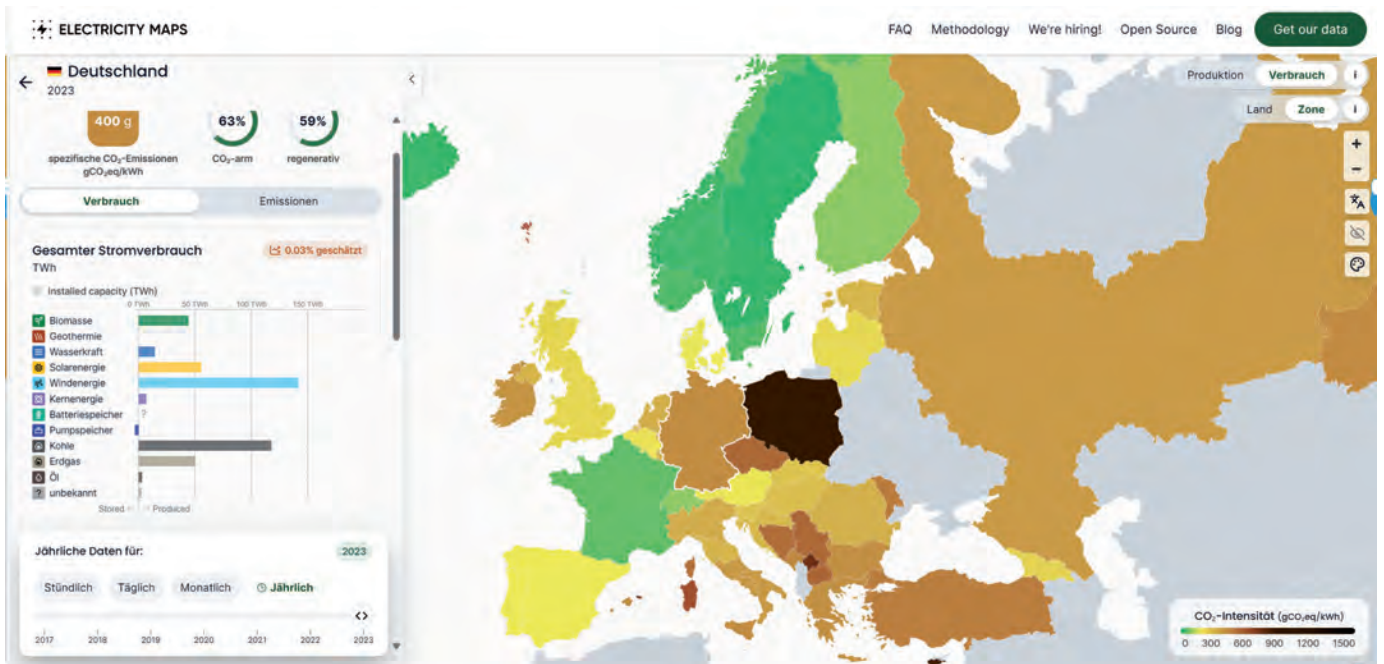 ELECTRICITY MAPS
FAQ Methodology We're hiring! Open Source Blog Get our data
Deutschland
2023
400 g 63% 59%
spezifische CO₂-Emissionen CO₂-arm regenerativ
gCO₂eq/kWh
Verbrauch Emissionen
Gesamter Stromverbrauch 0.03% geschätzt
TWh
Installed capacity (TWh)
0 TWh 50 TWh 100 TWh 150 TWh
Biomasse
Geothermie
Wasserkraft
Solarenergie
Windenergie
Kernenergie
Batteriespeicher ?
Pumpspeicher
Kohle
Erdgas
Öl
? unbekannt
Stored Produced
Jährliche Daten für: 2023
Stündlich Täglich Monatlich Jährlich
2017 2018 2019 2020 2021 2022 2023
Produktion Verbrauch i
Land Zone i
+
−
CO₂-Intensität (gCO₂eq/kWh)
0 300 600 900 1200 1500